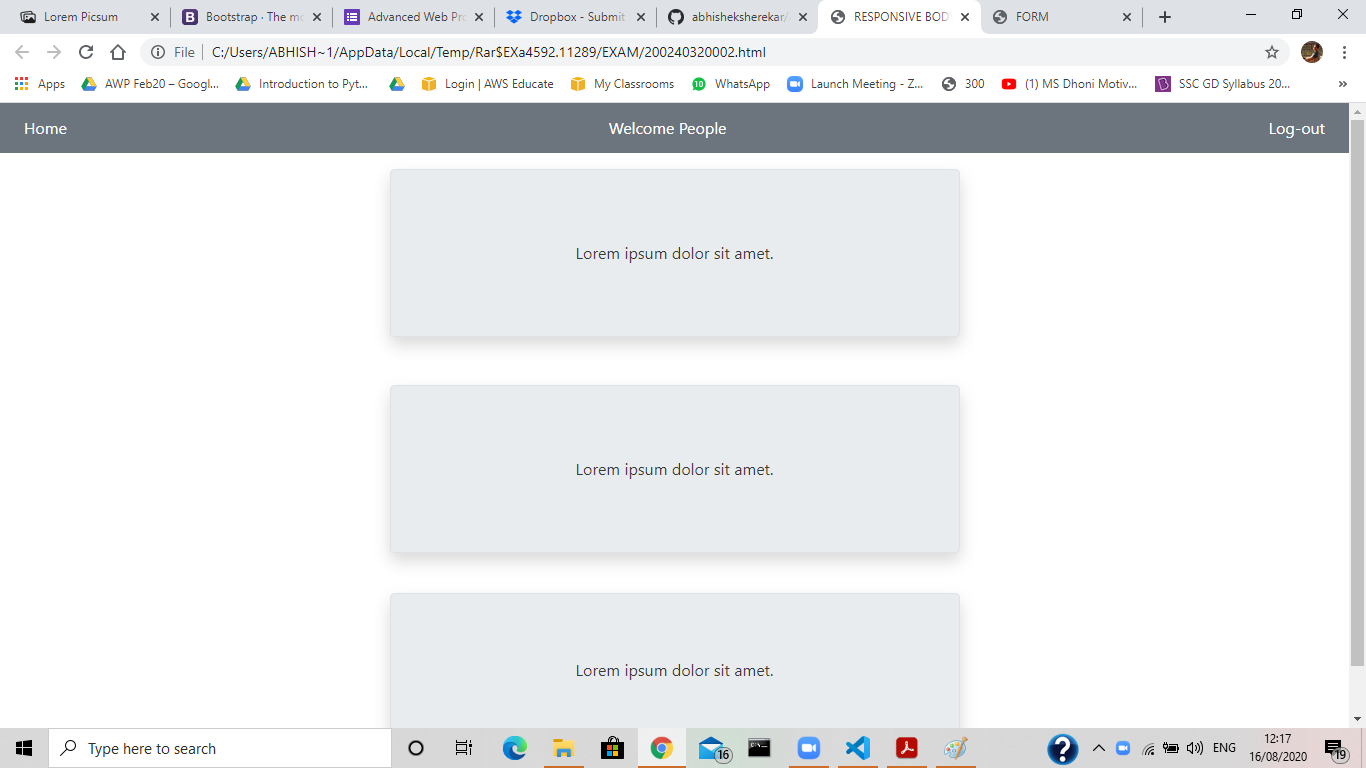 Lorem Picsum
Bootstrap · The mo
Advanced Web Pro
Dropbox - Submit
abhisheksherekar/
RESPONSIVE BOD
FORM
File
C:/Users/ABHISH~1/AppData/Local/Temp/Rar$EXa4592.11289/EXAM/200240320002.html
Apps
AWP Feb20 – Googl...
Introduction to Pyt...
Login | AWS Educate
My Classrooms
10
WhatsApp
Launch Meeting - Z...
300
(1) MS Dhoni Motiv...
SSC GD Syllabus 20...
»
Home
Welcome People
Log-out
Lorem ipsum dolor sit amet.
Lorem ipsum dolor sit amet.
Lorem ipsum dolor sit amet.
Type here to search
16
ENG
12:17
16/08/2020
19